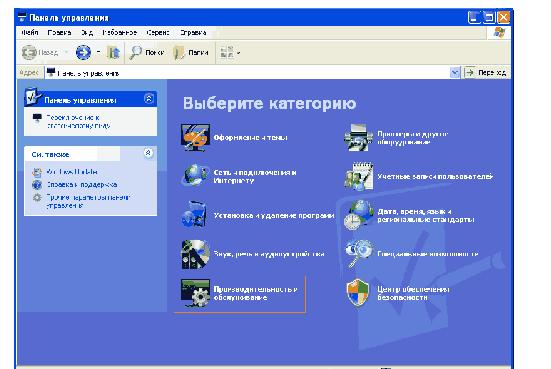 Панель управления
Файл Правка Вид Избранное Сервис Справка
Назад Поиск Папки
Адрес Панель управления Переход
Панель управления
Переключение к классическому виду
См. также
Windows Update
Справка и поддержка
Прочие параметры панели управления
Выберите категорию
Оформление и темы
Принтеры и другое
оборудование
Сеть и подключения к
Интернету
Учетные записи пользователей
Установка и удаление программ
Дата, время, язык и
региональные стандарты
Звук, речь и аудиоустройства
Специальные возможности
Производительность и
обслуживание
Центр обеспечения
безопасности